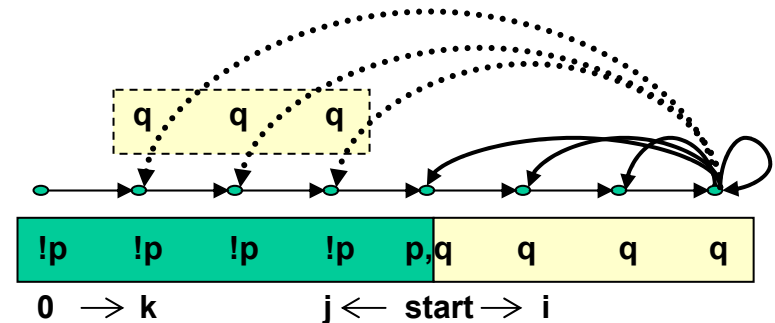 q q q
!p !p !p !p p,q q q q
0 → k j ← start → i